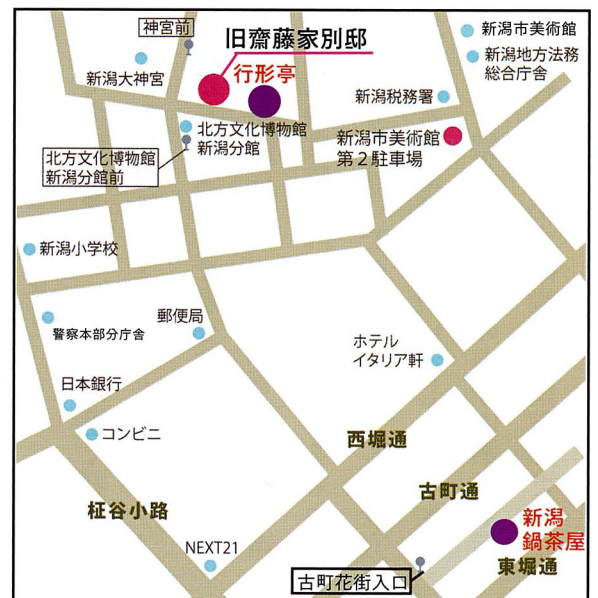 神宮前
旧齋藤家別邸
新潟市美術館
新潟地方法務
総合庁舎
新潟大神宮
行形亭
新潟税務署
北方文化博物館
新潟分館
新潟市美術館
第2駐車場
北方文化博物館
新潟分館前
新潟小学校
郵便局
警察本部分庁舎
ホテル
イタリア軒
日本銀行
コンビニ
西堀通
古町通
柾谷小路
新潟
鍋茶屋
NEXT21
東堀通
古町花街入口